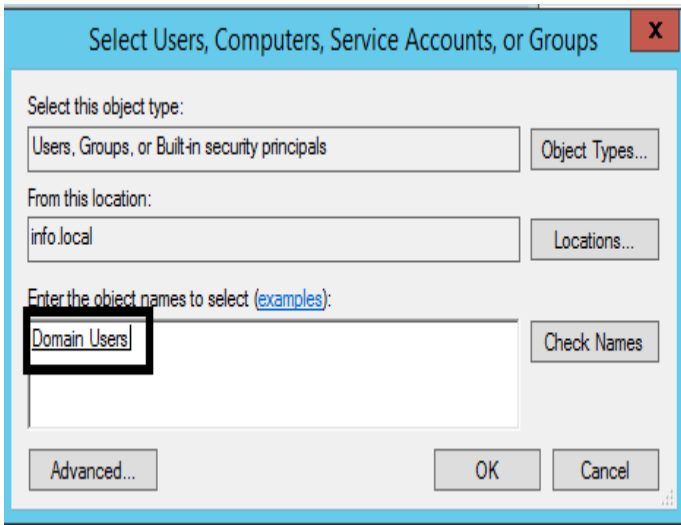 Select Users, Computers, Service Accounts, or Groups
x
Select this object type:
Users, Groups, or Built-in security principals
Object Types...
From this location:
info.local
Locations...
Enter the object names to select (examples):
Domain Users
Check Names
Advanced...
OK
Cancel